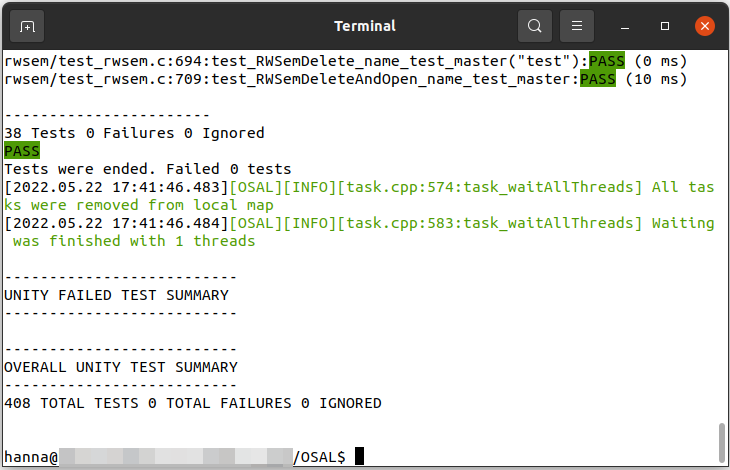 Terminal
rwsem/test_rwsem.c:694:test_RWSemDelete_name_test_master("test"):PASS (0 ms)
rwsem/test_rwsem.c:709:test_RWSemDeleteAndOpen_name_test_master:PASS (10 ms)
-----------------------
38 Tests 0 Failures 0 Ignored
PASS
Tests were ended. Failed 0 tests
[2022.05.22 17:41:46.483][OSAL][INFO][task.cpp:574:task_waitAllThreads] All tas
ks were removed from local map
[2022.05.22 17:41:46.484][OSAL][INFO][task.cpp:583:task_waitAllThreads] Waiting
 was finished with 1 threads
--------------------------
UNITY FAILED TEST SUMMARY
--------------------------
--------------------------
OVERALL UNITY TEST SUMMARY
--------------------------
408 TOTAL TESTS 0 TOTAL FAILURES 0 IGNORED
hanna@ /OSAL$